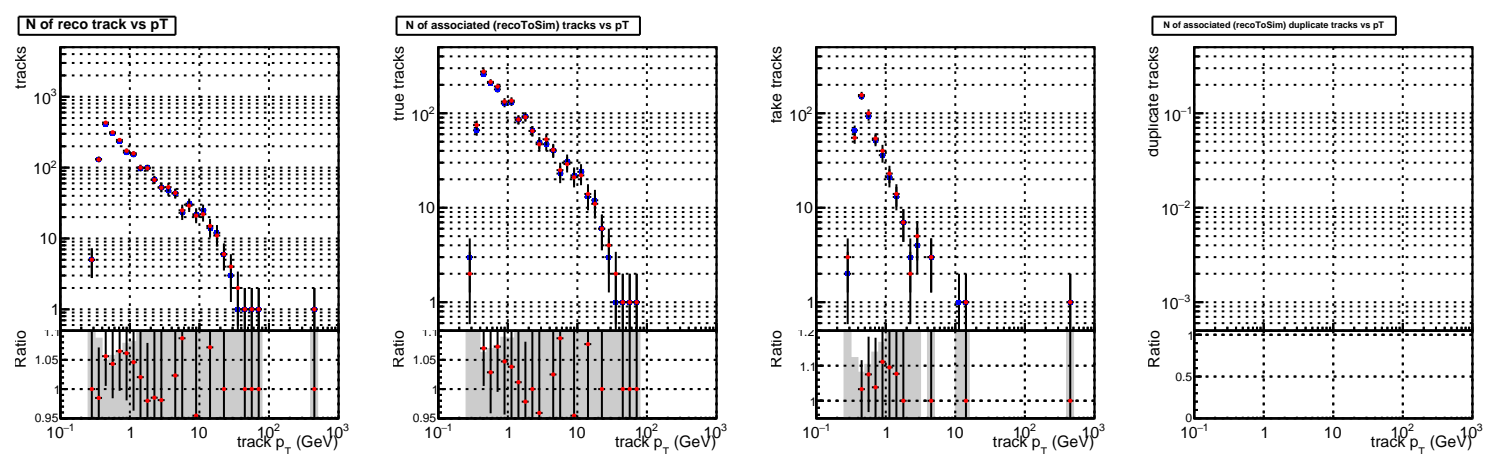 N of reco track vs pT
tracks
10³
10²
10
1
Ratio
1.1
1.05
1
0.95
10⁻¹ 1 10 10² 10³
track p_T (GeV)
N of associated (recoToSim) tracks vs pT
true tracks
10²
10
1
Ratio
1.1
1.05
1
0.95
10⁻¹ 1 10 10² 10³
track p_T (GeV)
fake tracks
10²
10
1
Ratio
1.2
1.1
1
10⁻¹ 1 10 10² 10³
track p_T (GeV)
N of associated (recoToSim) duplicate tracks vs pT
duplicate tracks
10⁻¹
10⁻²
10⁻³
Ratio
1
0.5
0
10⁻¹ 1 10 10² 10³
track p_T (GeV)